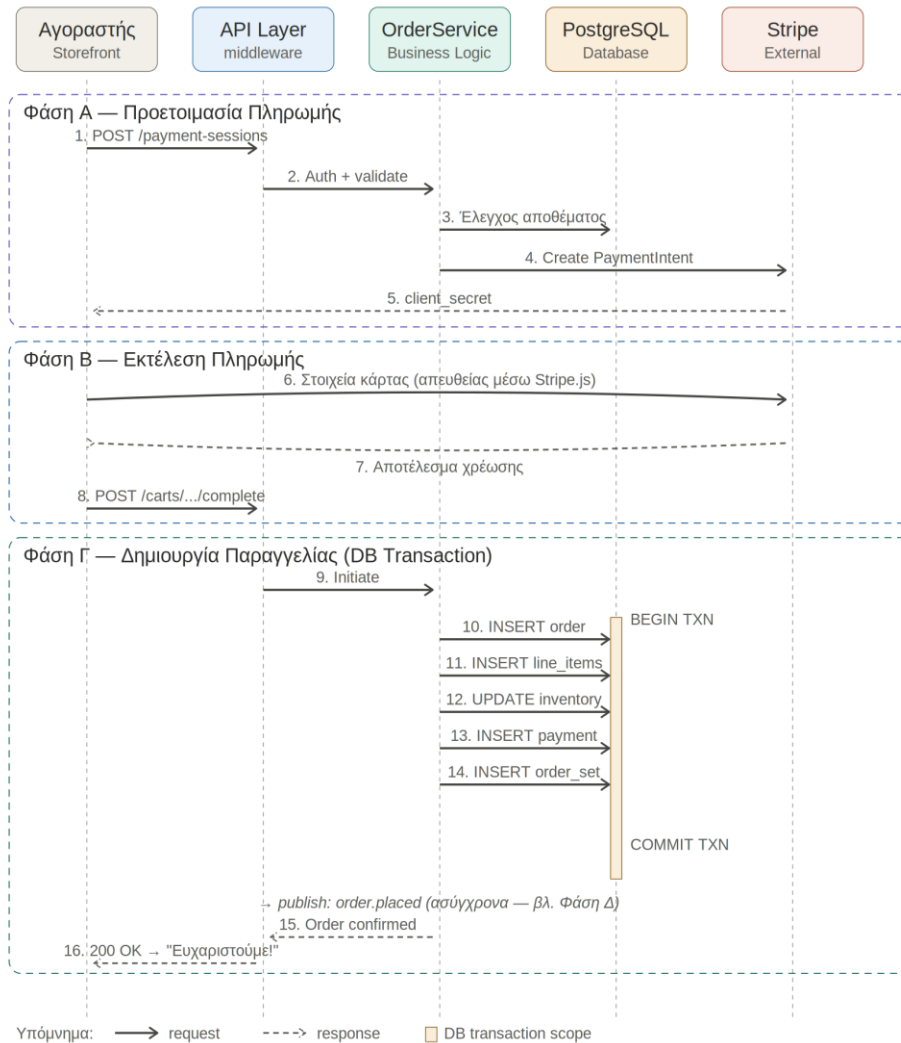 Αγοραστής
Storefront
API Layer
middleware
OrderService
Business Logic
PostgreSQL
Database
Stripe
External
Φάση Α — Προετοιμασία Πληρωμής
1. POST /payment-sessions
2. Auth + validate
3. Έλεγχος αποθέματος
4. Create PaymentIntent
5. client_secret
Φάση Β — Εκτέλεση Πληρωμής
6. Στοιχεία κάρτας (απευθείας μέσω Stripe.js)
7. Αποτέλεσμα χρέωσης
8. POST /carts/.../complete
Φάση Γ — Δημιουργία Παραγγελίας (DB Transaction)
9. Initiate
BEGIN TXN
10. INSERT order
11. INSERT line_items
12. UPDATE inventory
13. INSERT payment
14. INSERT order_set
COMMIT TXN
→ publish: order.placed (ασύγχρονα — βλ. Φάση Δ)
15. Order confirmed
16. 200 OK → "Ευχαριστούμε!"
Υπόμνημα:
request
response
DB transaction scope